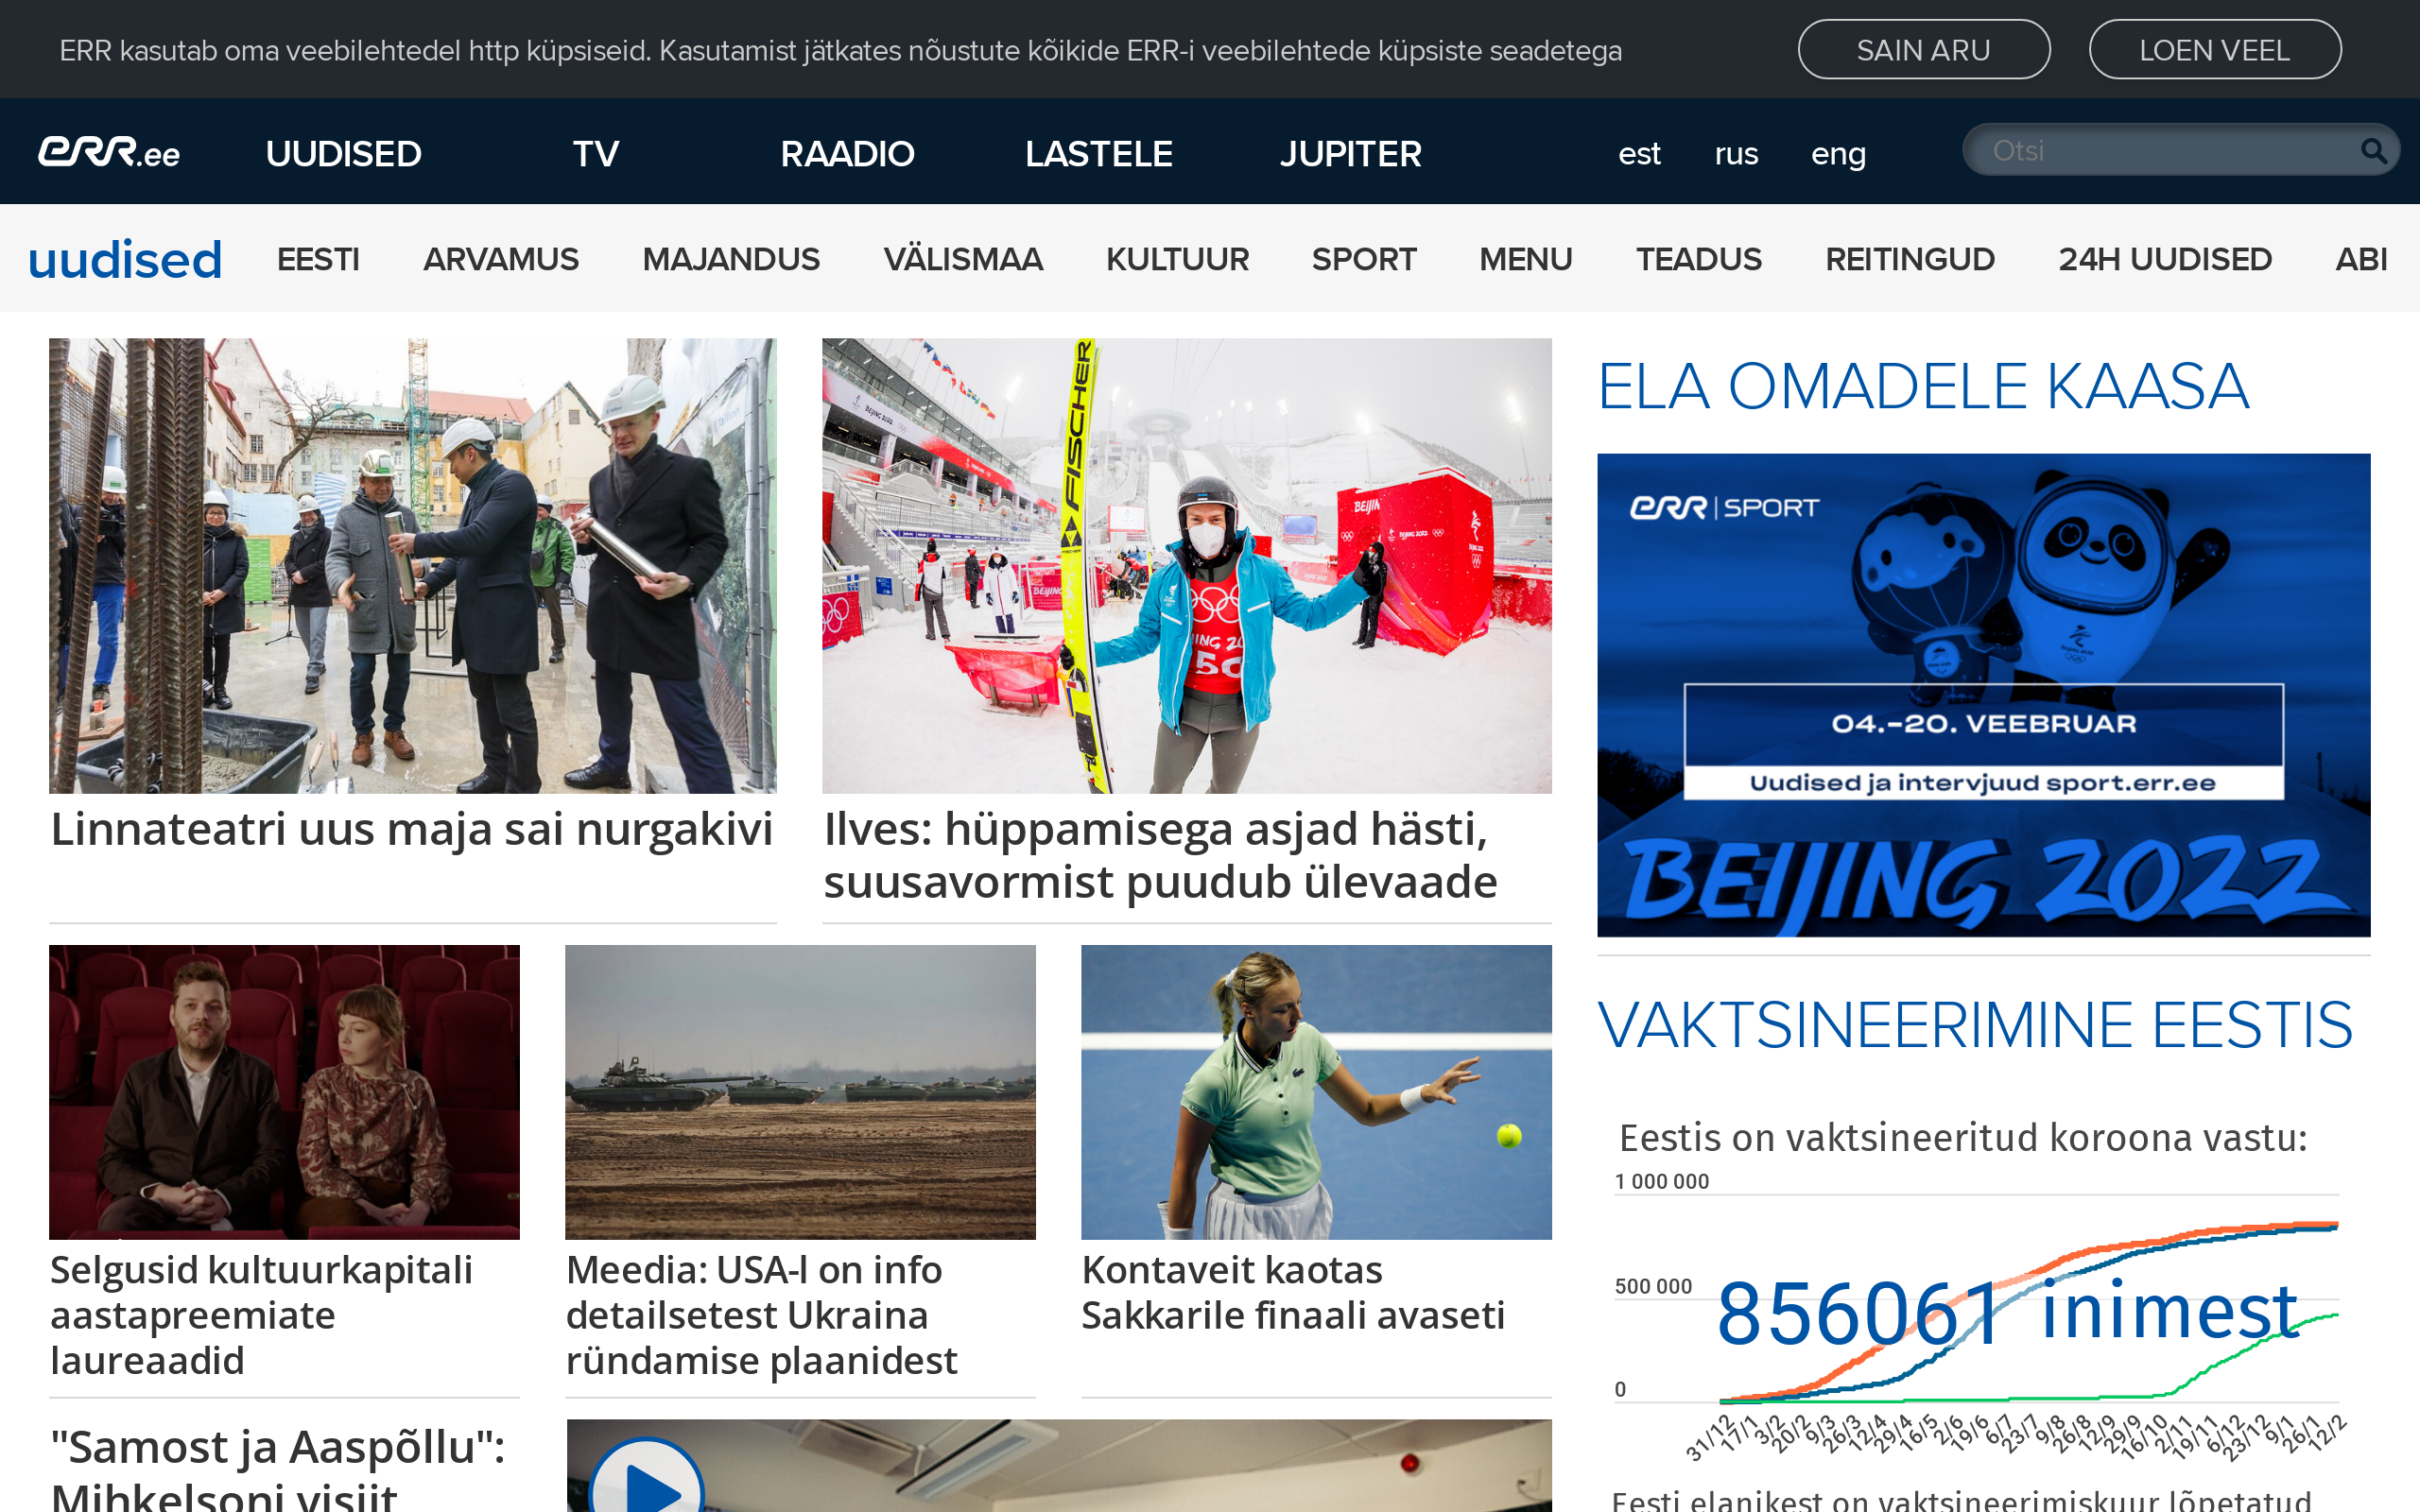 ERR kasutab oma veebilehtedel http küpsiseid. Kasutamist jätkates nõustute kõikide ERR-i veebilehtede küpsiste seadetega
SAIN ARU
LOEN VEEL
err.ee
UUDISED
TV
RAADIO
LASTELE
JUPITER
est
rus
eng
Otsi
uudised
EESTI
ARVAMUS
MAJANDUS
VÄLISMAA
KULTUUR
SPORT
MENU
TEADUS
REITINGUD
24H UUDISED
ABI
FISCHER
BEIJING 2022
BEIJING
Linnateatri uus maja sai nurgakivi
Ilves: hüppamisega asjad hästi,
suusavormist puudub ülevaade
ELA OMADELE KAASA
err | SPORT
04.-20. VEEBRUAR
Uudised ja intervjuud sport.err.ee
BEIJING 2022
Selgusid kultuurkapitali
aastapreemiate
laureaadid
Meedia: USA-l on info
detailsetest Ukraina
ründamise plaanidest
Kontaveit kaotas
Sakkarile finaali avaseti
"Samost ja Aaspõllu":
Mihkelsoni visiit
VAKTSINEERIMINE EESTIS
Eestis on vaktsineeritud koroona vastu:
1 000 000
500 000
856061 inimest
0
31/12 17/1 3/2 20/2 9/3 26/3 12/4 29/4 16/5 2/6 19/6 6/7 23/7 9/8 26/8 12/9 29/9 16/10 2/11 19/11 6/12 23/12 9/1 26/1 12/2
Eesti elanikest on vaktsineerimiskuur lõpetatud